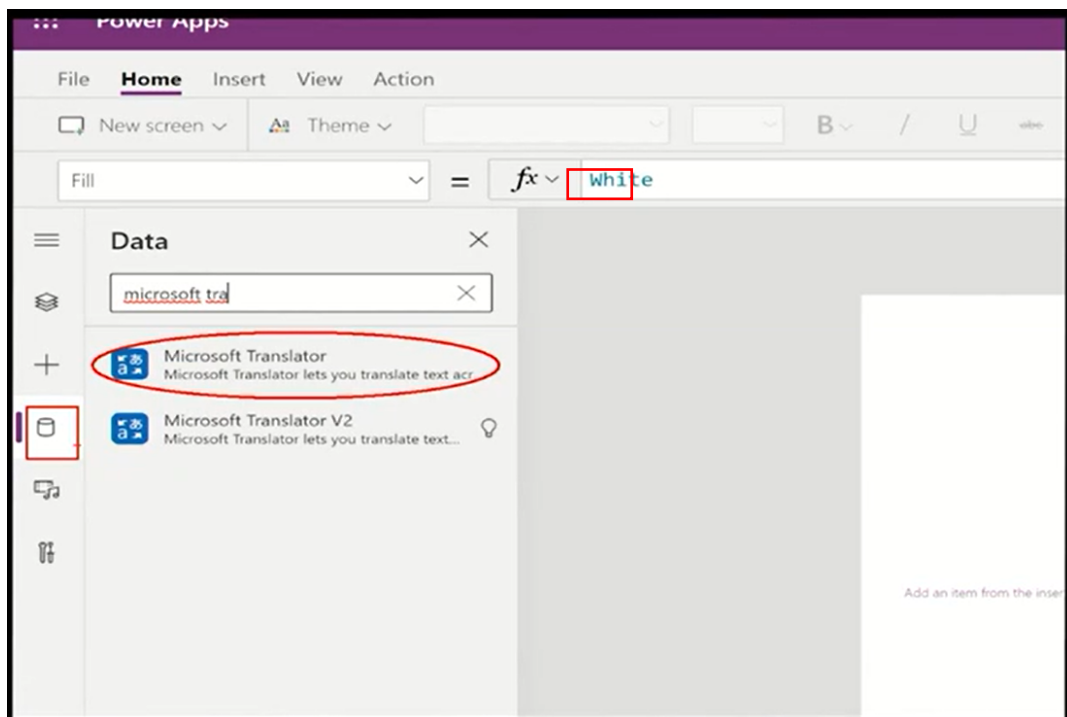 Power Apps
File Home Insert View Action
New screen Aa Theme B / U abc
Fill = fx White
Data
microsoft tra
Microsoft Translator
Microsoft Translator lets you translate text acr
Microsoft Translator V2
Microsoft Translator lets you translate text...
Add an item from the inser